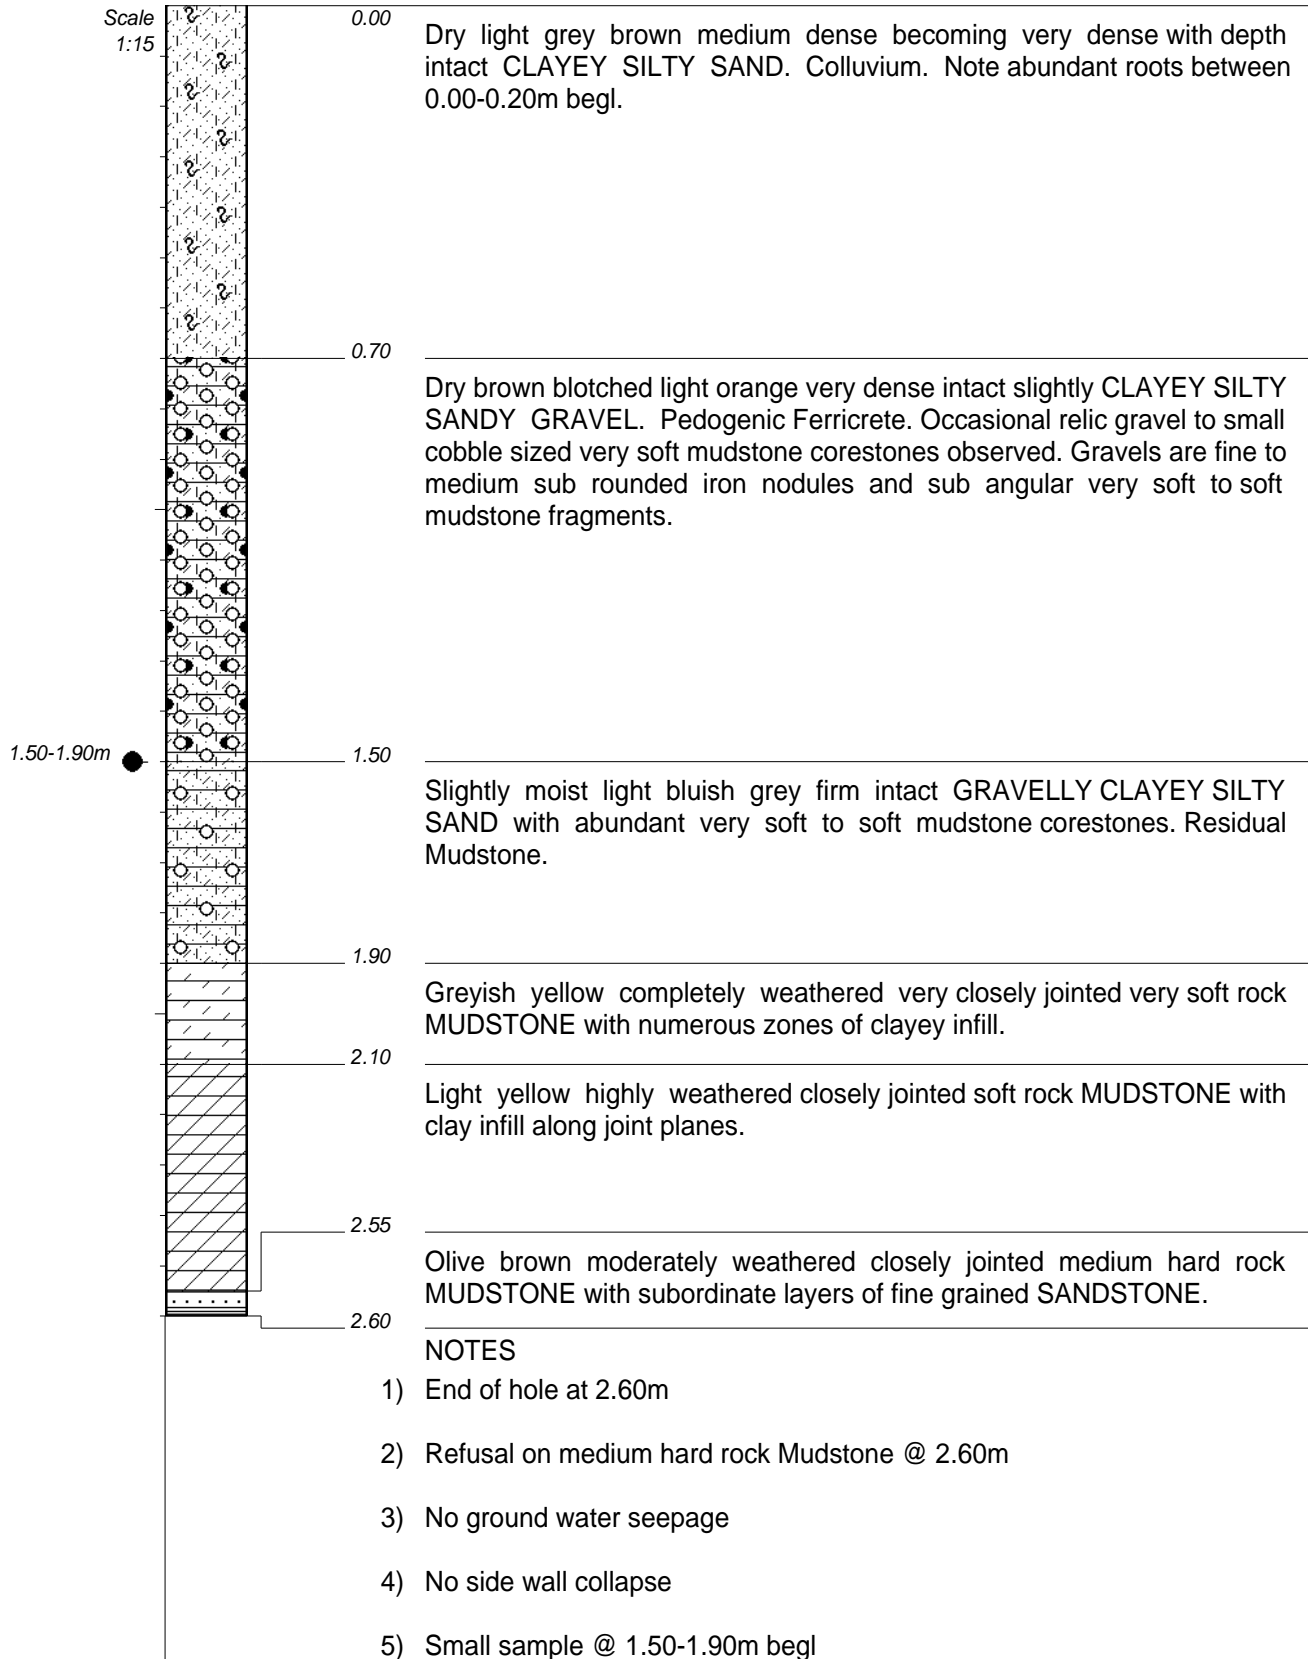 Scale
1:15
0.00
Dry light grey brown medium dense becoming very dense with depth
intact CLAYEY SILTY SAND. Colluvium. Note abundant roots between
0.00-0.20m begl.
0.70
Dry brown blotched light orange very dense intact slightly CLAYEY SILTY
SANDY GRAVEL. Pedogenic Ferricrete. Occasional relic gravel to small
cobble sized very soft mudstone corestones observed. Gravels are fine to
medium sub rounded iron nodules and sub angular very soft to soft
mudstone fragments.
1.50-1.90m
1.50
Slightly moist light bluish grey firm intact GRAVELLY CLAYEY SILTY
SAND with abundant very soft to soft mudstone corestones. Residual
Mudstone.
1.90
Greyish yellow completely weathered very closely jointed very soft rock
MUDSTONE with numerous zones of clayey infill.
2.10
Light yellow highly weathered closely jointed soft rock MUDSTONE with
clay infill along joint planes.
2.55
Olive brown moderately weathered closely jointed medium hard rock
MUDSTONE with subordinate layers of fine grained SANDSTONE.
2.60
NOTES
1) End of hole at 2.60m
2) Refusal on medium hard rock Mudstone @ 2.60m
3) No ground water seepage
4) No side wall collapse
5) Small sample @ 1.50-1.90m begl